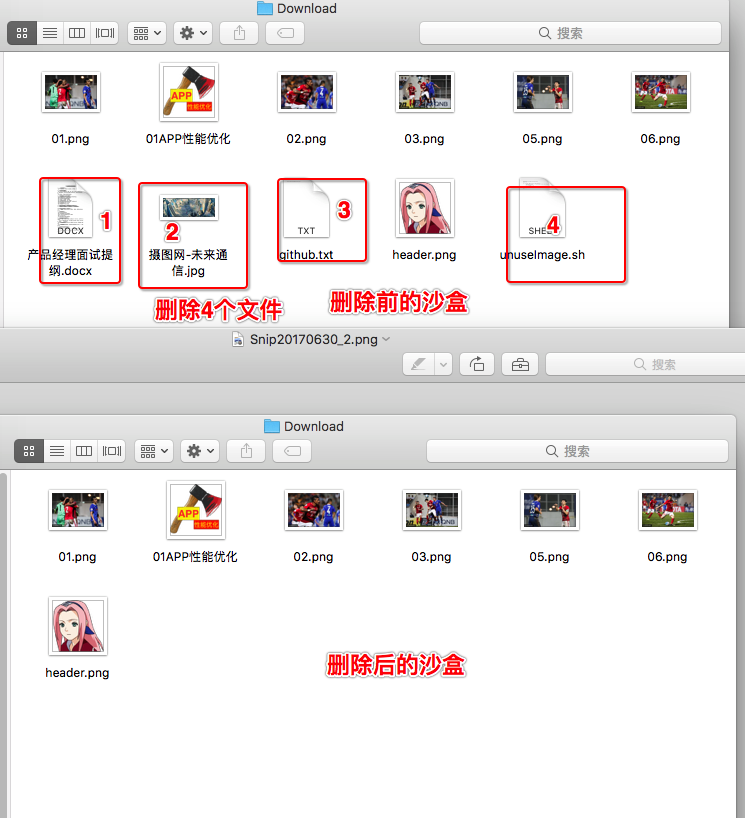 Download
搜索
01.png
01APP性能优化
02.png
03.png
05.png
06.png
APP
性能优化
DOCX
1
2
TXT
3
SHELL
4
产品经理面试提
纲.docx
摄图网-未来通
信.jpg
github.txt
header.png
unuseImage.sh
删除4个文件
删除前的沙盒
Snip20170630_2.png
搜索
Download
搜索
APP
性能优化
01.png
01APP性能优化
02.png
03.png
05.png
06.png
header.png
删除后的沙盒